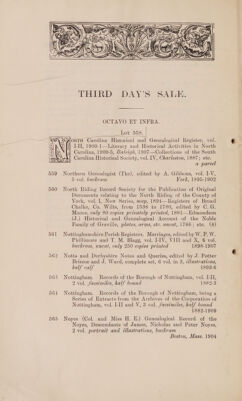 THIRD DAY'S SALE.
OCTAVO ET INFRA.
LOT 558.
NORTH Carolina Historical and Genealogical Register, vol.
I-II, 1900-1—Literary and Historical Activities in North
Carolina, 1900-5, Raleigh, 1907—Collections of the South
Carolina Historical Society, vol. IV, Charleston, 1887; etc.
a parcel
559 Northern Genealogist (The), edited by A. Gibbons, vol. I-V,
5 vol. buckram Ford, 1895-1902
560 North Riding Record Society for the Publication of Original
Documents relating to the North Riding of the County of
York, vol. I, New Series, 1894—Registers of Broad
Chalke, Co. Wilts, from 1538 to 1780, edited by C. G.
Moore, only 80 copies privately printed, 1881—Edmondson
(J.) Historical and Genealogical Account of the Noble
Family of Greville, plates, arms, etc. uncut, 1766; etc. (4)
561 Nottinghamshire Parish Registers. Marriages, edited by W. P. W.
Phillimore and T. M. Blagg, vol. I-IV, VIII and X, 6 vol.
buckram, uncut, only 150 copies printed 1898-1907
562 Notts and Derbyshire Notes and Queries, edited by J. Potter
Briscoe and J. Ward, complete set, 6 vol. in 3, illustrations,
half calf 1892-8
563 Nottingham. Records of the Borough of Nottingham, vol. I-II,
2 vol. facsimiles, half bound 1882-3
564 Nottingham. Records of the Borough of Nottingham, being a
Series of Extracts from the Archives of the Corporation of
Nottingham, vol. I-II and V, 3 vol. facsimiles, half bound
1882-1900
565 Noyes (Col. and Miss H. E.) Genealogical Record of the
Noyes, Descendants of James, Nicholas and Peter Noyes,
2 vol. portrait and illustrations, buckram
Boston, Mass. 1904